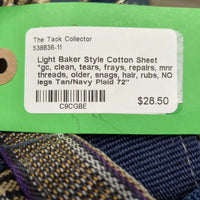 The Tack Collector
538836-11
Light Baker Style Cotton Sheet
*gc, clean, tears, frays, repairs, mnr
threads, older, snags, hair, rubs, NO
legs Tan/Navy Plaid 72"
C9CGBE
$28.50